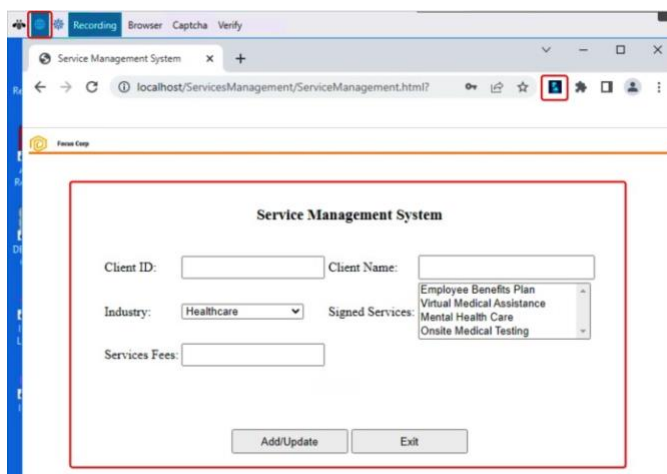 Recording Browser Captcha Verify
Service Management System
localhost/ServicesManagement/ServiceManagement.html?
Focus Corp
Service Management System
Client ID: Client Name:
Industry: Healthcare Signed Services:
Employee Benefits Plan
Virtual Medical Assistance
Mental Health Care
Onsite Medical Testing
Services Fees:
Add/Update Exit